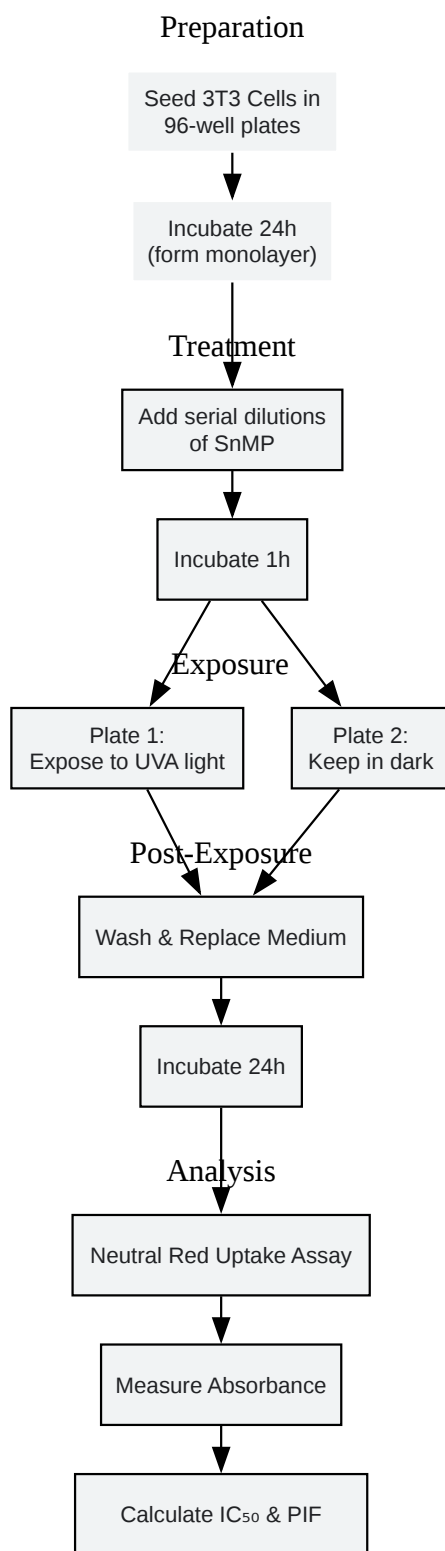 Preparation
Seed 3T3 Cells in
96-well plates
Incubate 24h
(form monolayer)
Treatment
Add serial dilutions
of SnMP
Incubate 1h
Exposure
Plate 1:
Expose to UVA light
Plate 2:
Keep in dark
Post-Exposure
Wash & Replace Medium
Incubate 24h
Analysis
Neutral Red Uptake Assay
Measure Absorbance
Calculate IC₅₀ & PIF